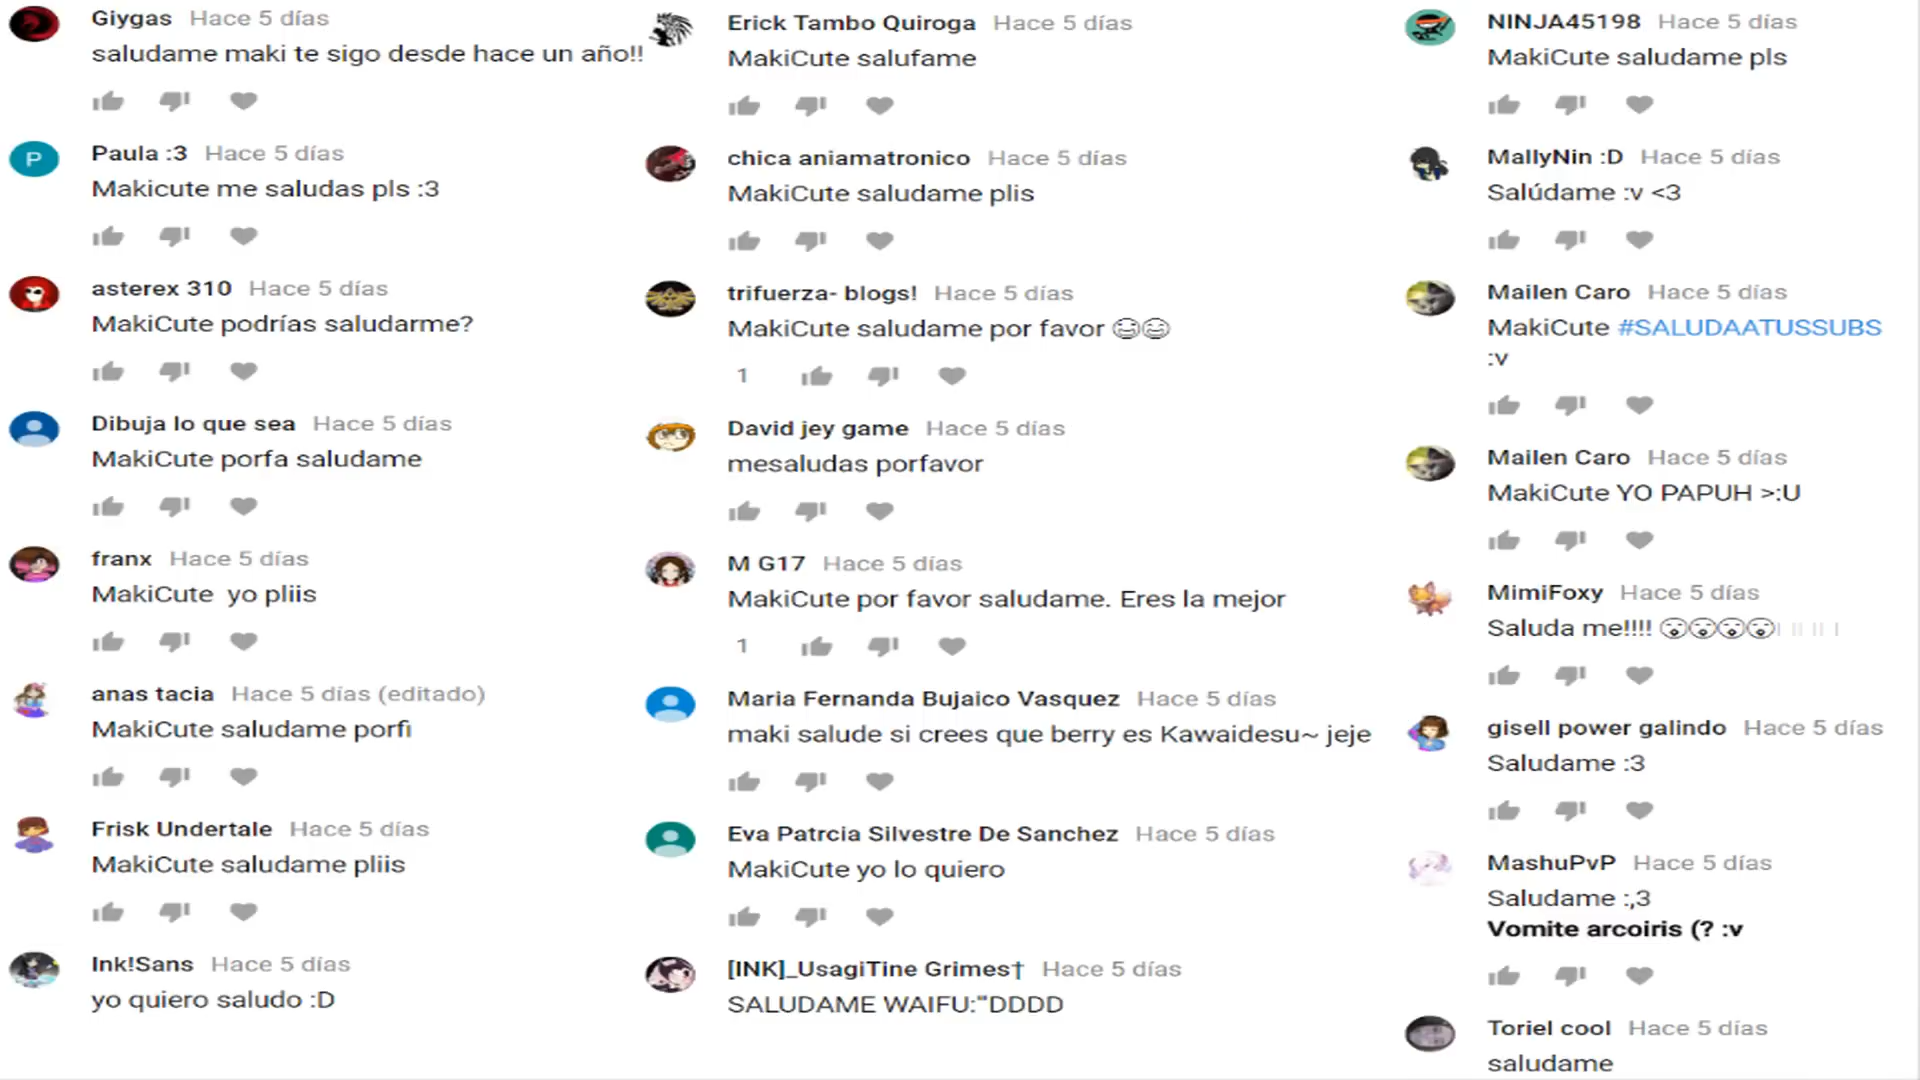 Giygas Hace 5 días
saludame maki te sigo desde hace un año!!
P
Paula :3 Hace 5 días
Makicute me saludas pls :3
asterex 310 Hace 5 días
MakiCute podrías saludarme?
Dibuja lo que sea Hace 5 días
MakiCute porfa saludame
franx Hace 5 días
MakiCute  yo pliis
anas tacia Hace 5 días (editado)
MakiCute saludame porfi
Frisk Undertale Hace 5 días
MakiCute saludame pliis
Ink!Sans Hace 5 días
yo quiero saludo :D
Erick Tambo Quiroga Hace 5 días
MakiCute salufame
chica aniamatronico Hace 5 días
MakiCute saludame plis
trifuerza- blogs! Hace 5 días
MakiCute saludame por favor 😂😂
1
David jey game Hace 5 días
mesaludas porfavor
M G17 Hace 5 días
MakiCute por favor saludame. Eres la mejor
1
Maria Fernanda Bujaico Vasquez Hace 5 días
maki salude si crees que berry es Kawaidesu~ jeje
Eva Patrcia Silvestre De Sanchez Hace 5 días
MakiCute yo lo quiero
[INK]_UsagiTine Grimes† Hace 5 días
SALUDAME WAIFU:"DDDD
NINJA45198 Hace 5 días
MakiCute saludame pls
MallyNin :D Hace 5 días
Salúdame :v <3
Mailen Caro Hace 5 días
MakiCute #SALUDAATUSSUBS
:v
Mailen Caro Hace 5 días
MakiCute YO PAPUH >:U
MimiFoxy Hace 5 días
Saluda me!!!! 😲😲😲😲
gisell power galindo Hace 5 días
Saludame :3
MashuPvP Hace 5 días
Saludame :,3
Vomite arcoiris (? :v
Toriel cool Hace 5 días
saludame